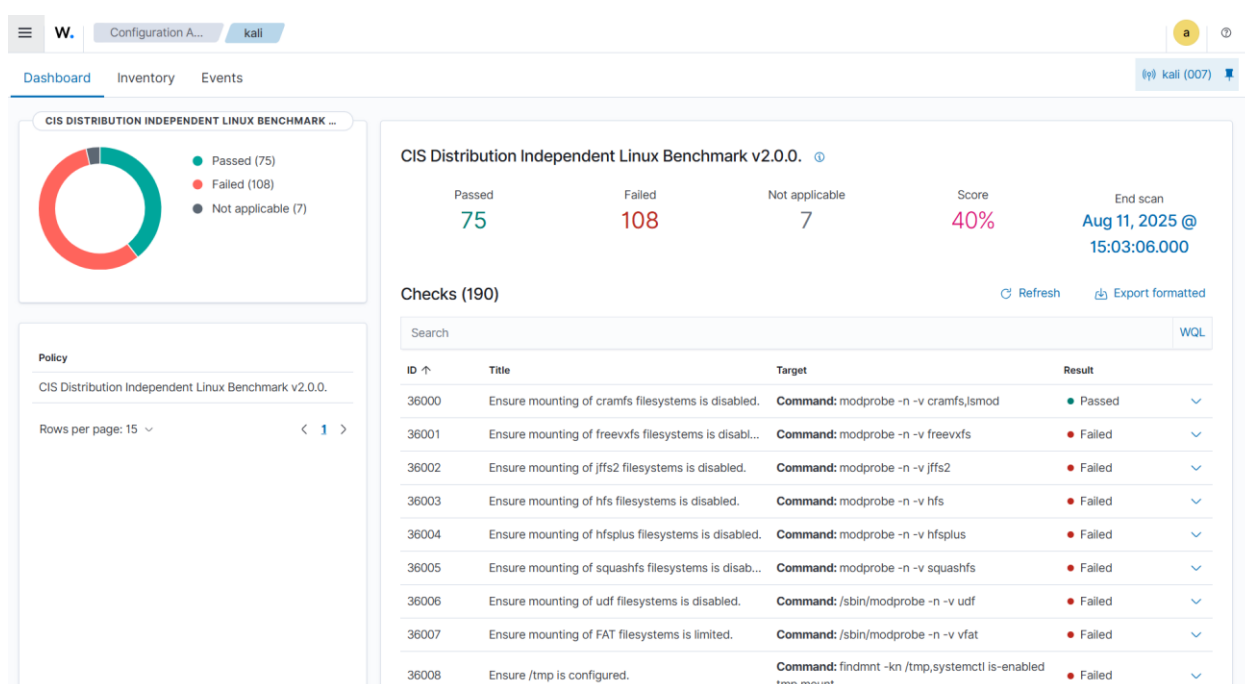 W. Configuration A... kali a
Dashboard Inventory Events kali (007)
CIS DISTRIBUTION INDEPENDENT LINUX BENCHMARK ...
Passed (75)
Failed (108)
Not applicable (7)
Policy
CIS Distribution Independent Linux Benchmark v2.0.0.
Rows per page: 15 < 1 >
CIS Distribution Independent Linux Benchmark v2.0.0.
Passed Failed Not applicable Score End scan
75 108 7 40% Aug 11, 2025 @
15:03:06.000
Checks (190) Refresh Export formatted
Search WQL
ID ↑ Title Target Result
36000 Ensure mounting of cramfs filesystems is disabled. Command: modprobe -n -v cramfs,lsmod Passed
36001 Ensure mounting of freevxfs filesystems is disabl... Command: modprobe -n -v freevxfs Failed
36002 Ensure mounting of jffs2 filesystems is disabled. Command: modprobe -n -v jffs2 Failed
36003 Ensure mounting of hfs filesystems is disabled. Command: modprobe -n -v hfs Failed
36004 Ensure mounting of hfsplus filesystems is disabled. Command: modprobe -n -v hfsplus Failed
36005 Ensure mounting of squashfs filesystems is disab... Command: modprobe -n -v squashfs Failed
36006 Ensure mounting of udf filesystems is disabled. Command: /sbin/modprobe -n -v udf Failed
36007 Ensure mounting of FAT filesystems is limited. Command: /sbin/modprobe -n -v vfat Failed
36008 Ensure /tmp is configured. Command: findmnt -kn /tmp,systemctl is-enabled Failed
tmp.mount